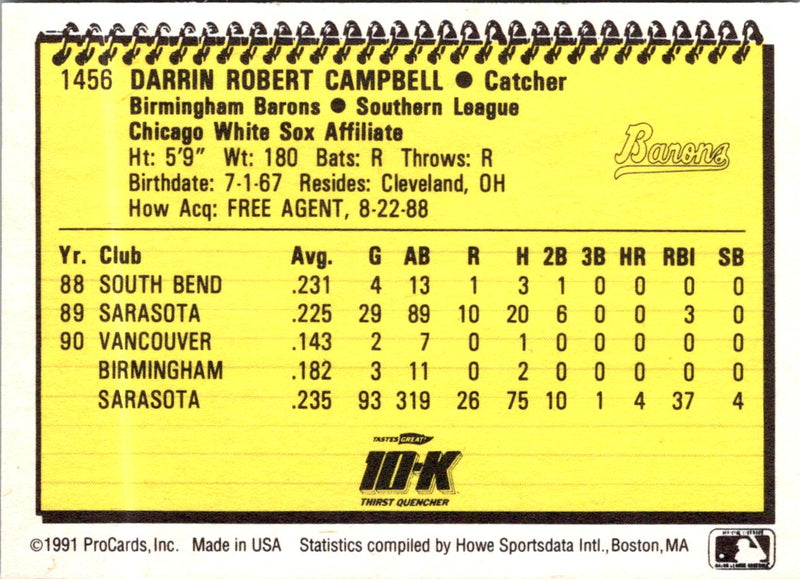 1456 DARRIN ROBERT CAMPBELL ● Catcher
Birmingham Barons ● Southern League
Chicago White Sox Affiliate
Ht: 5'9" Wt: 180 Bats: R Throws: R
Birthdate: 7-1-67 Resides: Cleveland, OH
How Acq: FREE AGENT, 8-22-88
Barons
Yr. Club Avg. G AB R H 2B 3B HR RBI SB
88 SOUTH BEND .231 4 13 1 3 1 0 0 0 0
89 SARASOTA .225 29 89 10 20 6 0 0 3 0
90 VANCOUVER .143 2 7 0 1 0 0 0 0 0
BIRMINGHAM .182 3 11 0 2 0 0 0 0 0
SARASOTA .235 93 319 26 75 10 1 4 37 4
TASTES GREAT!
10-K
THIRST QUENCHER
©1991 ProCards, Inc. Made in USA Statistics compiled by Howe Sportsdata Intl., Boston, MA